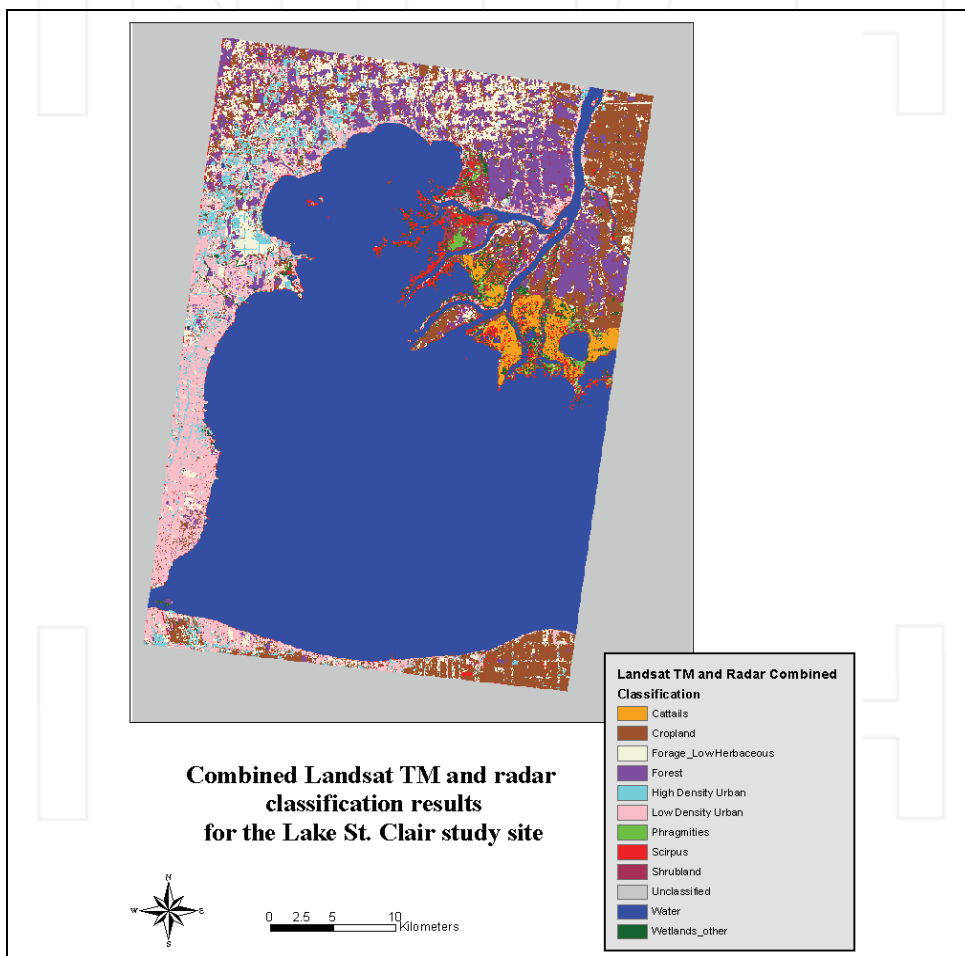 Landsat TM and Radar Combined
Classification
Cattails
Cropland
Forage_Low Herbaceous
Forest
High Density Urban
Low Density Urban
Phragmities
Scirpus
Shrubland
Unclassified
Water
Wetlands_other
Combined Landsat TM and radar
classification results
for the Lake St. Clair study site
N
W E
S
0 2.5 5 10
Kilometers